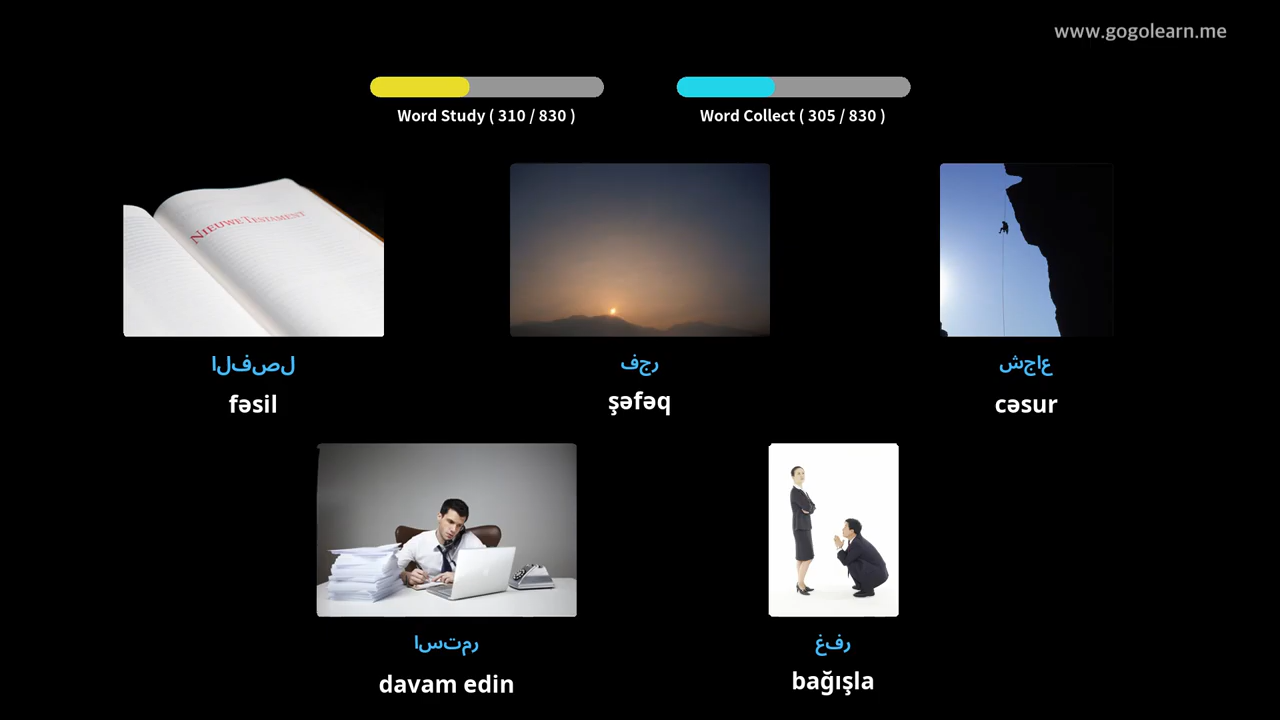 www.gogolearn.me
Word Study ( 310 / 830 )
Word Collect ( 305 / 830 )
الفصل
فجر
شجاع
fəsil
şəfəq
cəsur
NIEUWE TESTAMENT
استمر
غفر
davam edin
bağışla